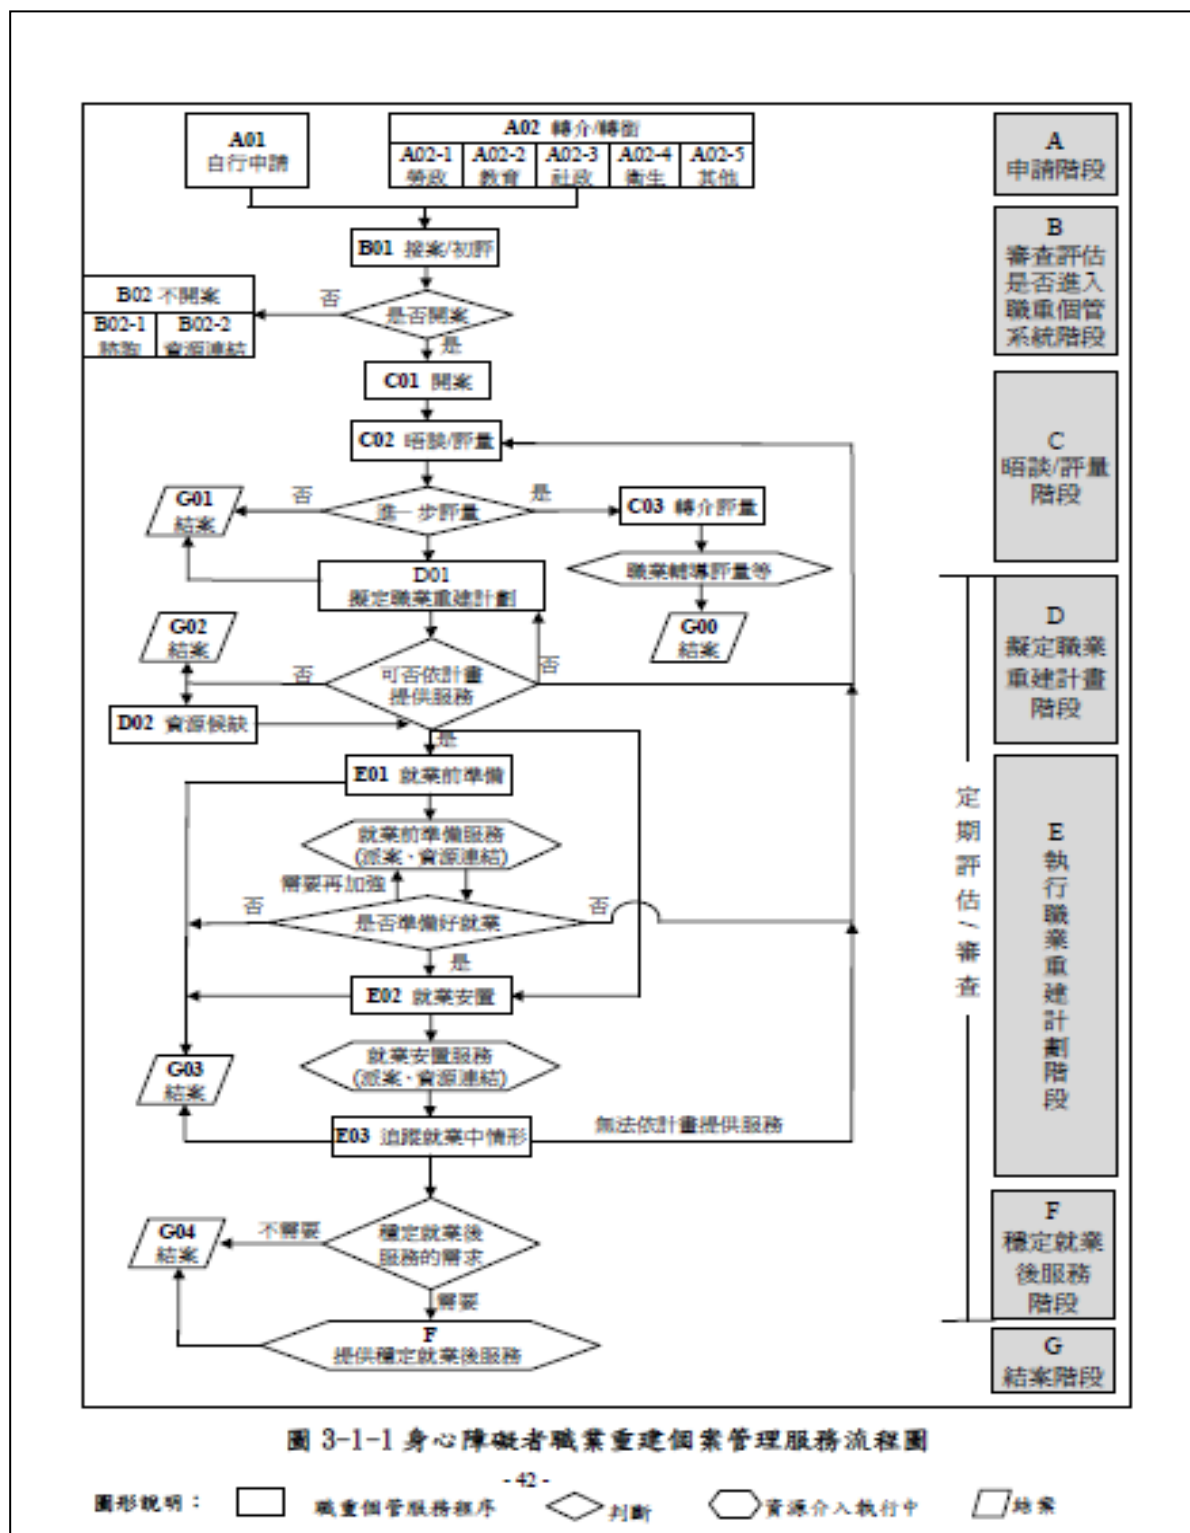 A01
自行申請
A02 轉介/轉銜
A02-1 A02-2 A02-3 A02-4 A02-5
勞政 教育 社政 衛生 其他
A
申請階段
B01 接案/初評
B
審查評估
是否進入
職重個管
系統階段
B02 不開案
B02-1 B02-2
諮詢 資源連結
否
是否開案
是
C01 開案
C02 晤談/評量
C
晤談/評量
階段
G01
結案
否
進一步評量
是
C03 轉介評量
D01
擬定職業重建計劃
職業輔導評量等
G02
結案
G00
結案
D
擬定職業
重建計畫
階段
否
可否依計畫
提供服務
否
D02 資源候缺
是
E01 就業前準備
就業前準備服務
(派案、資源連結)
需要再加強
否
是否準備好就業
否
是
E02 就業安置
就業安置服務
(派案、資源連結)
G03
結案
E03 追蹤就業中情形
無法依計畫提供服務
定期評估/審查
E
執行職業重建計劃階段
G04
結案
不需要
穩定就業後
服務的需求
需要
F
提供穩定就業後服務
F
穩定就業
後服務
階段
G
結案階段
圖 3-1-1 身心障礙者職業重建個案管理服務流程圖
- 42 -
圖形說明： 職重個管服務程序 判斷 資源介入執行中 結案